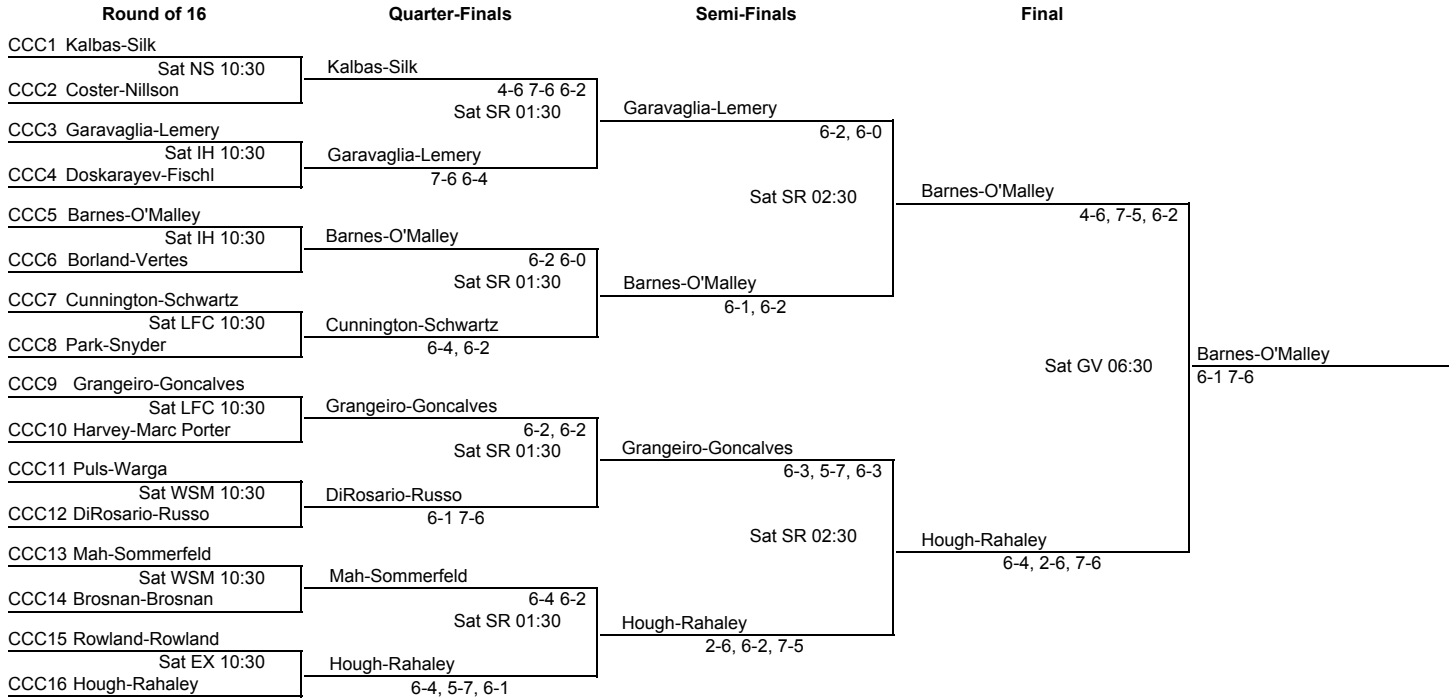 Round of 16 Quarter-Finals Semi-Finals Final
CCC1 Kalbas-Silk
Sat NS 10:30
CCC2 Coster-Nillson
CCC3 Garavaglia-Lemery
Sat IH 10:30
CCC4 Doskarayev-Fischl
CCC5 Barnes-O'Malley
Sat IH 10:30
CCC6 Borland-Vertes
CCC7 Cunnington-Schwartz
Sat LFC 10:30
CCC8 Park-Snyder
CCC9 Grangeiro-Goncalves
Sat LFC 10:30
CCC10 Harvey-Marc Porter
CCC11 Puls-Warga
Sat WSM 10:30
CCC12 DiRosario-Russo
CCC13 Mah-Sommerfeld
Sat WSM 10:30
CCC14 Brosnan-Brosnan
CCC15 Rowland-Rowland
Sat EX 10:30
CCC16 Hough-Rahaley
Kalbas-Silk
4-6 7-6 6-2
Sat SR 01:30
Garavaglia-Lemery
7-6 6-4
Barnes-O'Malley
6-2 6-0
Sat SR 01:30
Cunnington-Schwartz
6-4, 6-2
Grangeiro-Goncalves
6-2, 6-2
Sat SR 01:30
DiRosario-Russo
6-1 7-6
Mah-Sommerfeld
6-4 6-2
Sat SR 01:30
Hough-Rahaley
6-4, 5-7, 6-1
Garavaglia-Lemery
6-2, 6-0
Sat SR 02:30
Barnes-O'Malley
6-1, 6-2
Grangeiro-Goncalves
6-3, 5-7, 6-3
Sat SR 02:30
Hough-Rahaley
2-6, 6-2, 7-5
Barnes-O'Malley
4-6, 7-5, 6-2
Sat GV 06:30
Hough-Rahaley
6-4, 2-6, 7-6
Barnes-O'Malley
6-1 7-6